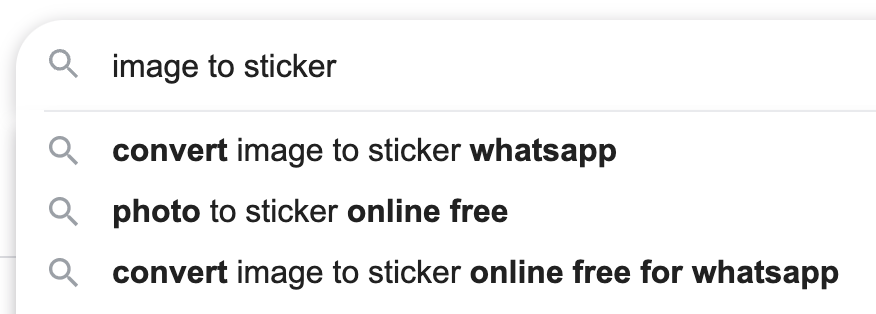 image to sticker
convert image to sticker whatsapp
photo to sticker online free
convert image to sticker online free for whatsapp